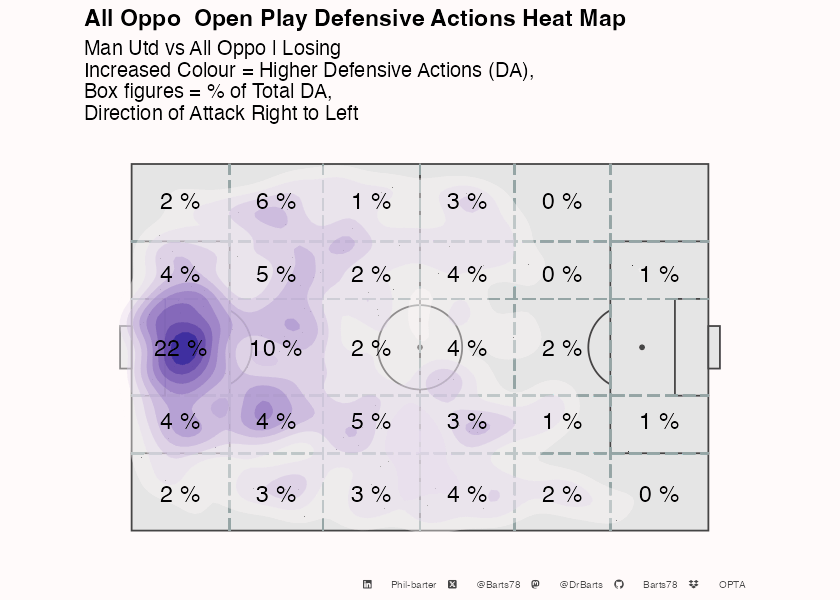 All Oppo  Open Play Defensive Actions Heat Map
Man Utd vs All Oppo | Losing
Increased Colour = Higher Defensive Actions (DA),
Box figures = % of Total DA,
Direction of Attack Right to Left
2 % 6 % 1 % 3 % 0 %
4 % 5 % 2 % 4 % 0 % 1 %
22 % 10 % 2 % 4 % 2 %
4 % 4 % 5 % 3 % 1 % 1 %
2 % 3 % 3 % 4 % 2 % 0 %
Phil-barter @Barts78 @DrBarts Barts78 OPTA